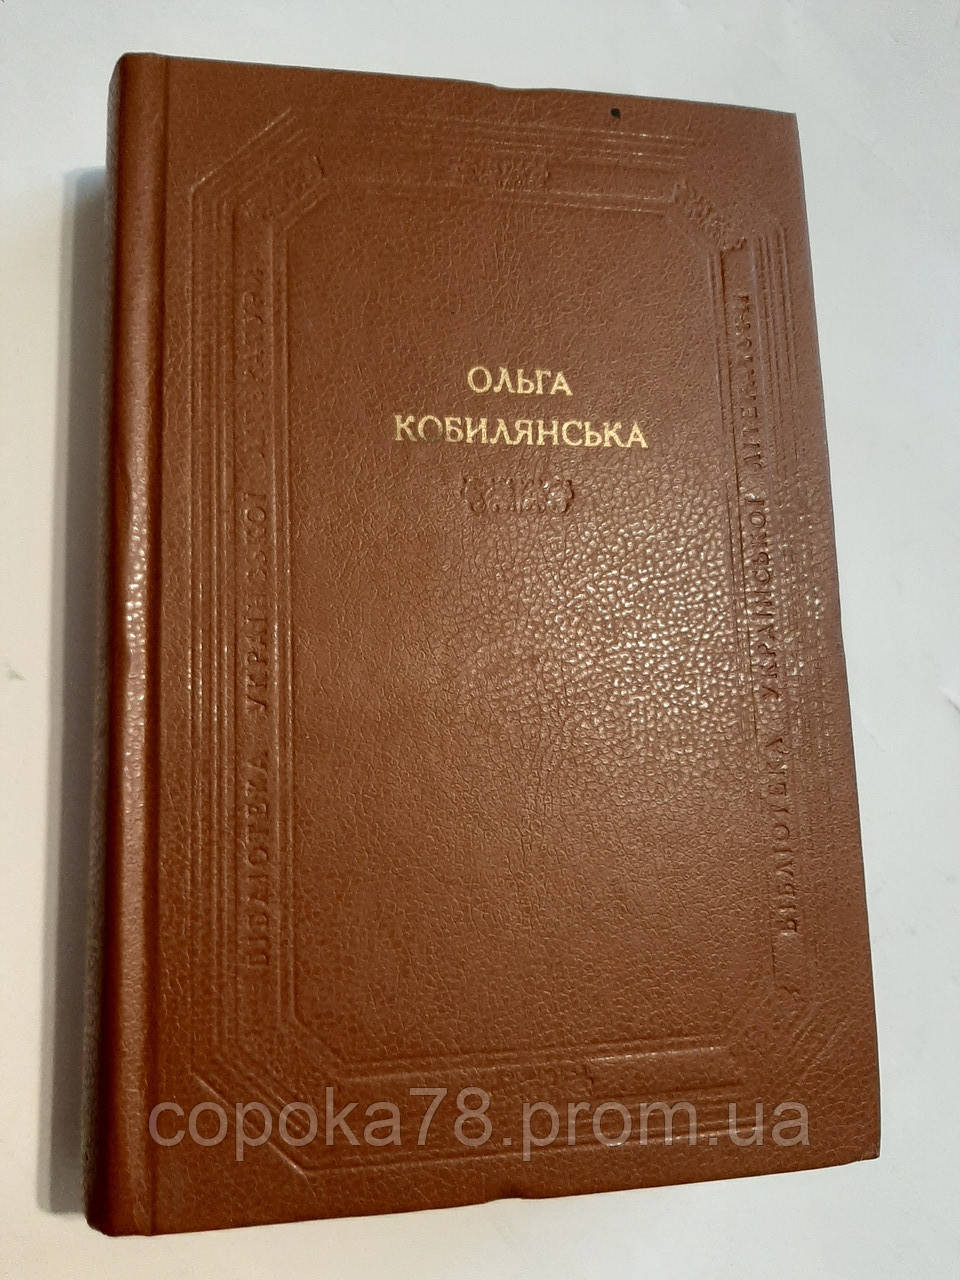 ОЛЬГА
КОБИЛЯНСЬКА
БІБЛІОТЕКА УКРАЇНСЬКОЇ ЛІТЕРАТУРИ
БІБЛІОТЕКА УКРАЇНСЬКОЇ ЛІТЕРАТУРИ
copoka78.prom.ua